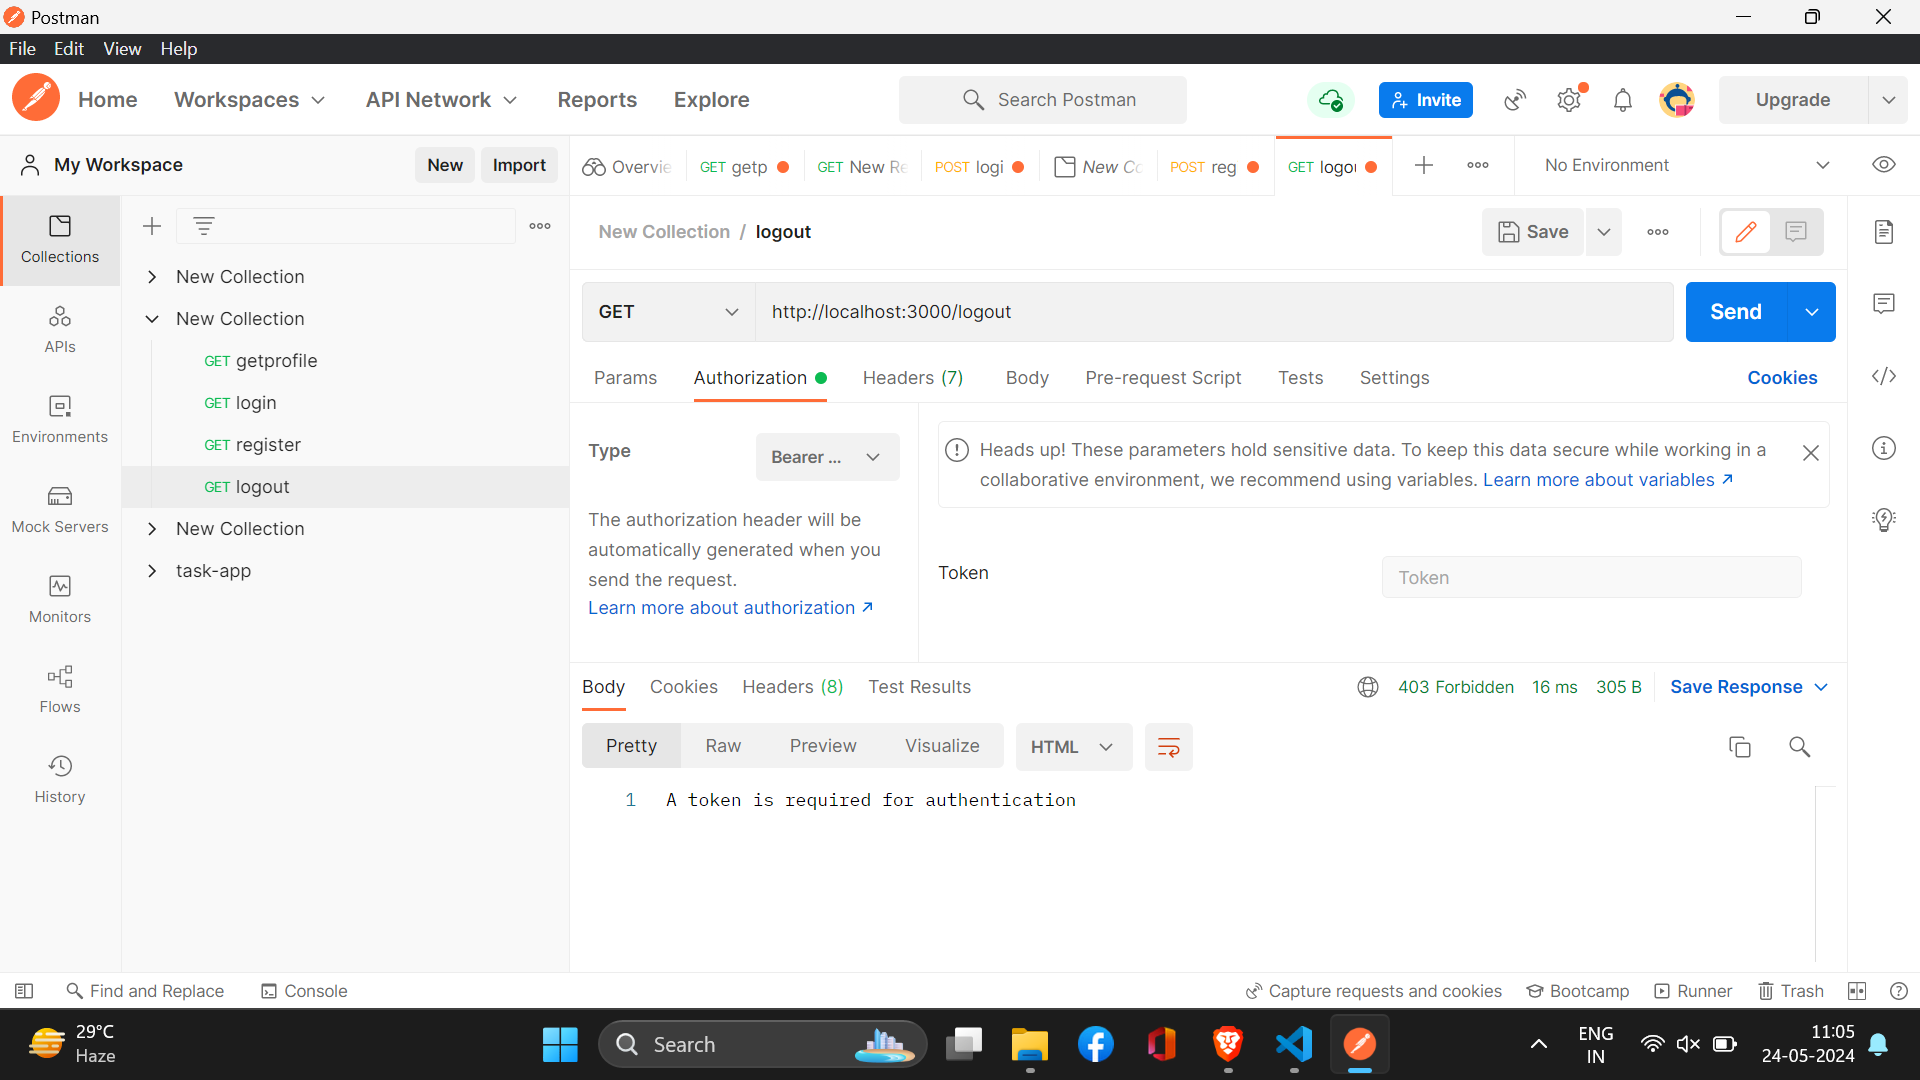 Postman
File Edit View Help
Home Workspaces API Network Reports Explore Search Postman Invite Upgrade
My Workspace New Import
Overvie GET getp GET New Re POST logi New Co POST reg GET logou No Environment
Collections
APIs
Environments
Mock Servers
Monitors
Flows
History
New Collection
New Collection
GET getprofile
GET login
GET register
GET logout
New Collection
task-app
New Collection / logout Save
GET http://localhost:3000/logout Send
Params Authorization Headers (7) Body Pre-request Script Tests Settings Cookies
Type Bearer ...
The authorization header will be
automatically generated when you
send the request.
Learn more about authorization ↗
Heads up! These parameters hold sensitive data. To keep this data secure while working in a
collaborative environment, we recommend using variables. Learn more about variables ↗
Token Token
Body Cookies Headers (8) Test Results 403 Forbidden 16 ms 305 B Save Response
Pretty Raw Preview Visualize HTML
1 A token is required for authentication
Find and Replace Console Capture requests and cookies Bootcamp Runner Trash
29°C
Haze
Search
ENG
IN
11:05
24-05-2024